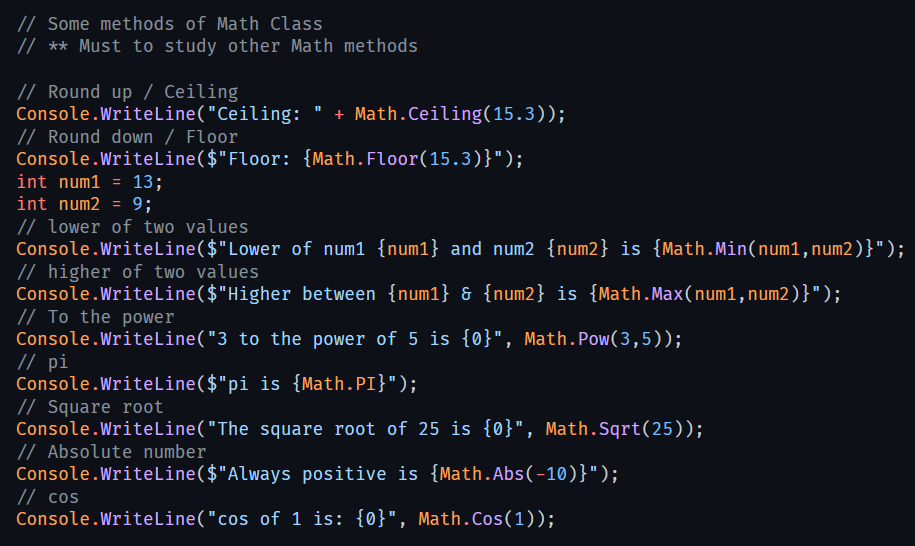 // Some methods of Math Class
// ** Must to study other Math methods
// Round up / Ceiling
Console.WriteLine("Ceiling: " + Math.Ceiling(15.3));
// Round down / Floor
Console.WriteLine($"Floor: {Math.Floor(15.3)}");
int num1 = 13;
int num2 = 9;
// lower of two values
Console.WriteLine($"Lower of num1 {num1} and num2 {num2} is {Math.Min(num1,num2)}");
// higher of two values
Console.WriteLine($"Higher between {num1} & {num2} is {Math.Max(num1,num2)}");
// To the power
Console.WriteLine("3 to the power of 5 is {0}", Math.Pow(3,5));
// pi
Console.WriteLine($"pi is {Math.PI}");
// Square root
Console.WriteLine("The square root of 25 is {0}", Math.Sqrt(25));
// Absolute number
Console.WriteLine($"Always positive is {Math.Abs(-10)}");
// cos
Console.WriteLine("cos of 1 is: {0}", Math.Cos(1));